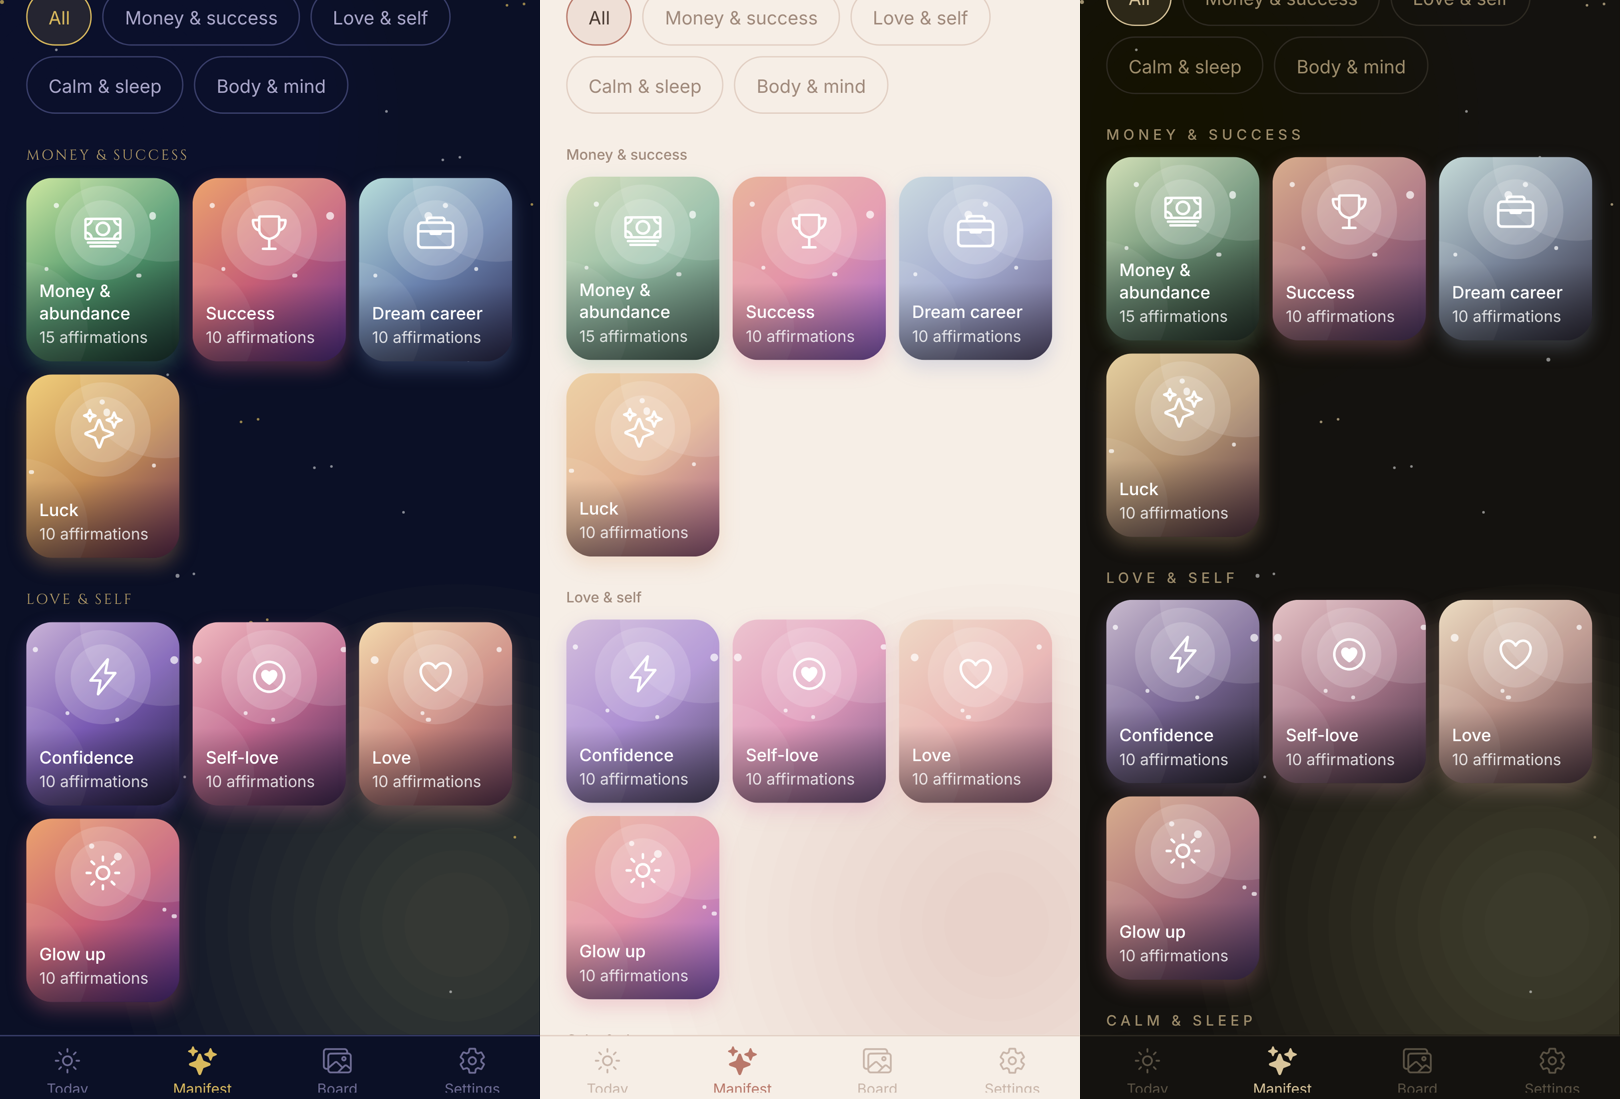 All
Money & success
Love & self
Calm & sleep
Body & mind
MONEY & SUCCESS
Money &
abundance
15 affirmations
Success
10 affirmations
Dream career
10 affirmations
Luck
10 affirmations
LOVE & SELF
Confidence
10 affirmations
Self-love
10 affirmations
Love
10 affirmations
Glow up
10 affirmations
Today
Manifest
Board
Settings
All
Money & success
Love & self
Calm & sleep
Body & mind
Money & success
Money &
abundance
15 affirmations
Success
10 affirmations
Dream career
10 affirmations
Luck
10 affirmations
Love & self
Confidence
10 affirmations
Self-love
10 affirmations
Love
10 affirmations
Glow up
10 affirmations
Today
Manifest
Board
Settings
All
Money & success
Love & self
Calm & sleep
Body & mind
MONEY & SUCCESS
Money &
abundance
15 affirmations
Success
10 affirmations
Dream career
10 affirmations
Luck
10 affirmations
LOVE & SELF
Confidence
10 affirmations
Self-love
10 affirmations
Love
10 affirmations
Glow up
10 affirmations
CALM & SLEEP
Today
Manifest
Board
Settings